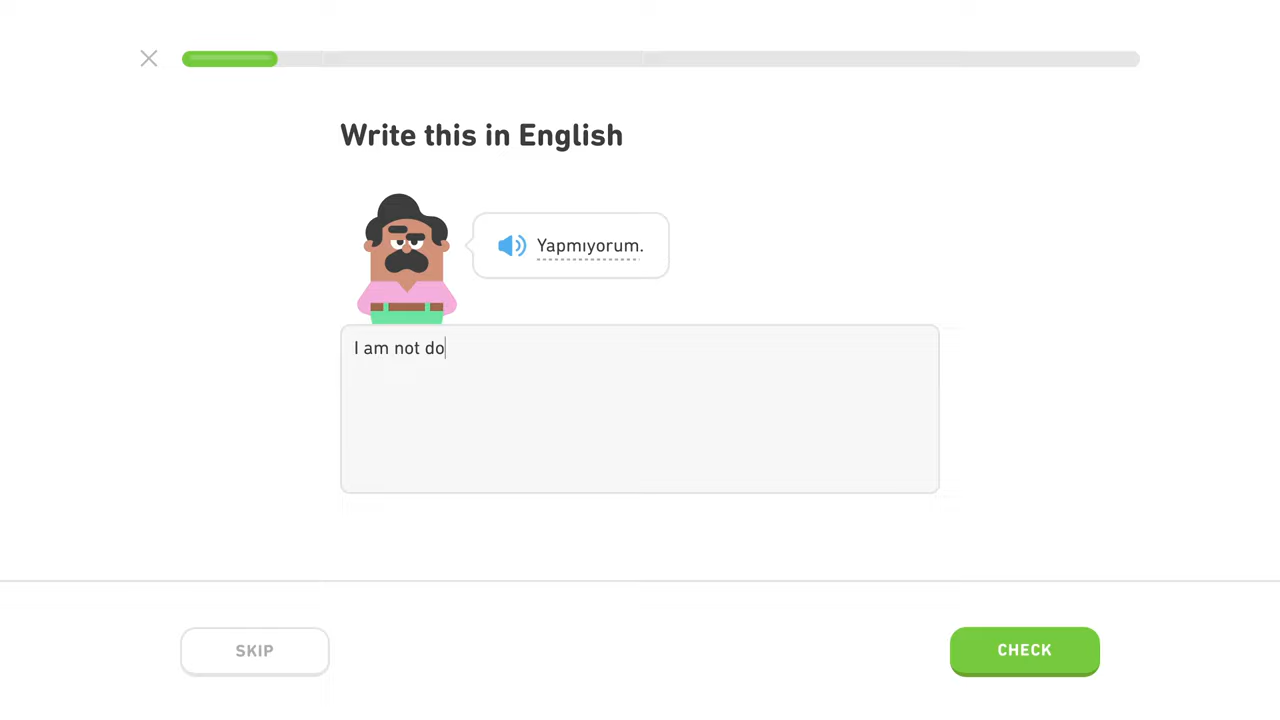 Write this in English
Yapmıyorum.
I am not do
SKIP
CHECK